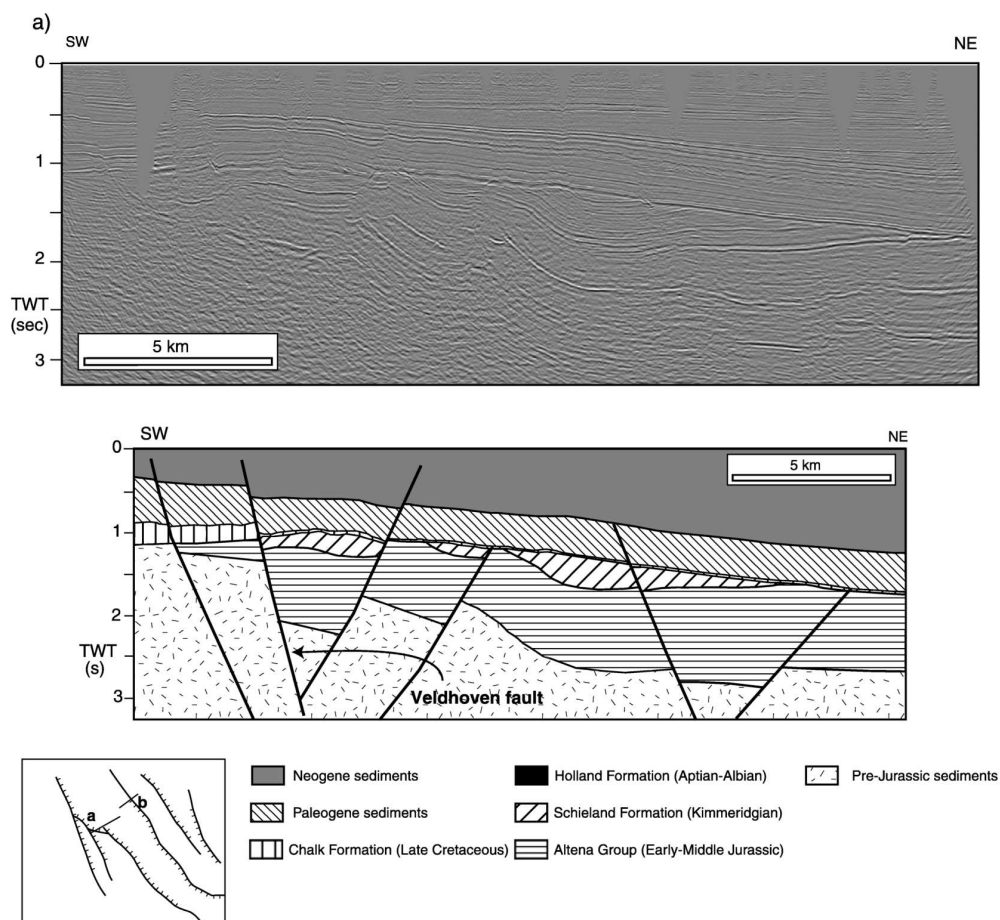 a)
SW
NE
0
1
2
TWT
(sec)
3
5 km
SW
NE
0
5 km
1
2
TWT
(s)
3
Veldhoven fault
a
b
Neogene sediments
Holland Formation (Aptian-Albian)
Pre-Jurassic sediments
Paleogene sediments
Schieland Formation (Kimmeridgian)
Chalk Formation (Late Cretaceous)
Altena Group (Early-Middle Jurassic)